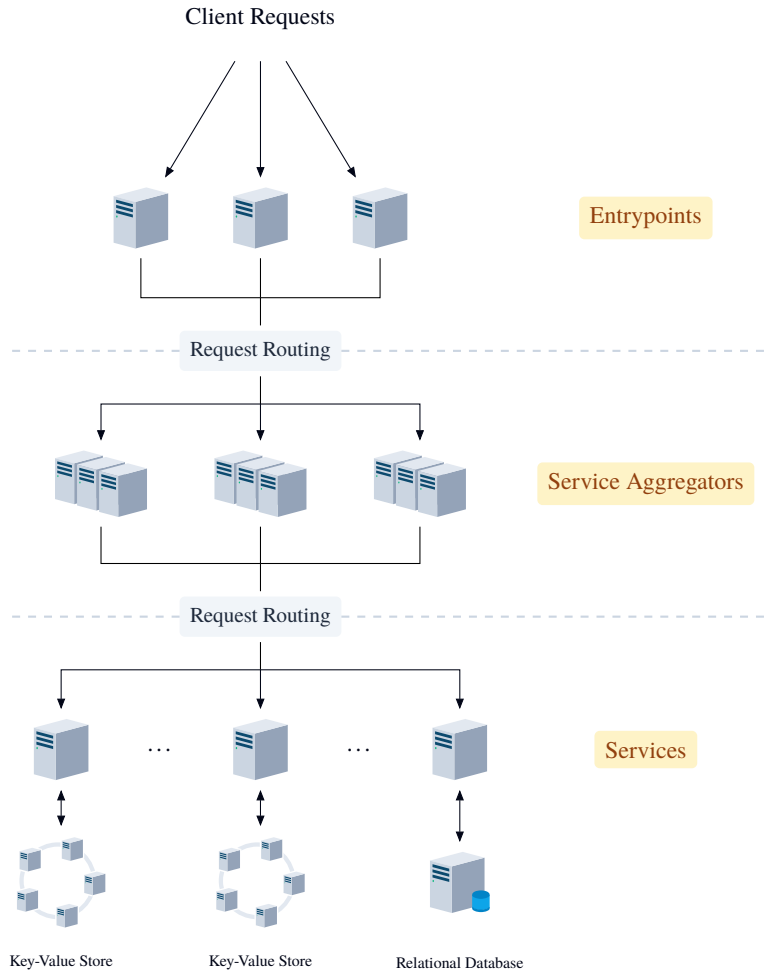 Client Requests
Entrypoints
Request Routing
Service Aggregators
Request Routing
... ...
Services
Key-Value Store
Key-Value Store
Relational Database